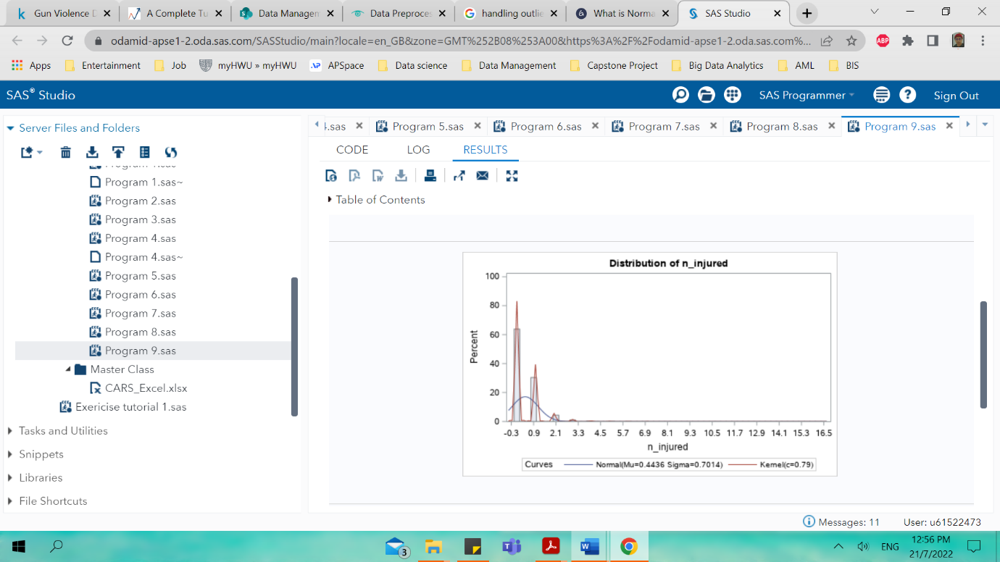 Gun Violence D
A Complete Tu
Data Managem
Data Preproces
handling outlie
What is Norma
SAS Studio
odamid-apse1-2.oda.sas.com/SASStudio/main?locale=en_GB&zone=GMT%252B08%253A00&https%3A%2F%2Fodamid-apse1-2.oda.sas.com%...
ABP
Apps
Entertainment
Job
myHWU » myHWU
APSpace
Data science
Data Management
Capstone Project
Big Data Analytics
AML
BIS
SAS® Studio
SAS Programmer
Sign Out
Server Files and Folders
Program 1.sas~
Program 2.sas
Program 3.sas
Program 4.sas
Program 4.sas~
Program 5.sas
Program 6.sas
Program 7.sas
Program 8.sas
Program 9.sas
Master Class
CARS_Excel.xlsx
Exericise tutorial 1.sas
Tasks and Utilities
Snippets
Libraries
File Shortcuts
.sas
Program 5.sas
Program 6.sas
Program 7.sas
Program 8.sas
Program 9.sas
CODE LOG RESULTS
Table of Contents
Distribution of n_injured
Percent
100
80
60
40
20
0
-0.3 0.9 2.1 3.3 4.5 5.7 6.9 8.1 9.3 10.5 11.7 12.9 14.1 15.3 16.5
n_injured
Curves Normal(Mu=0.4436 Sigma=0.7014) Kernel(c=0.79)
Messages: 11 User: u61522473
3
ENG
12:56 PM
21/7/2022